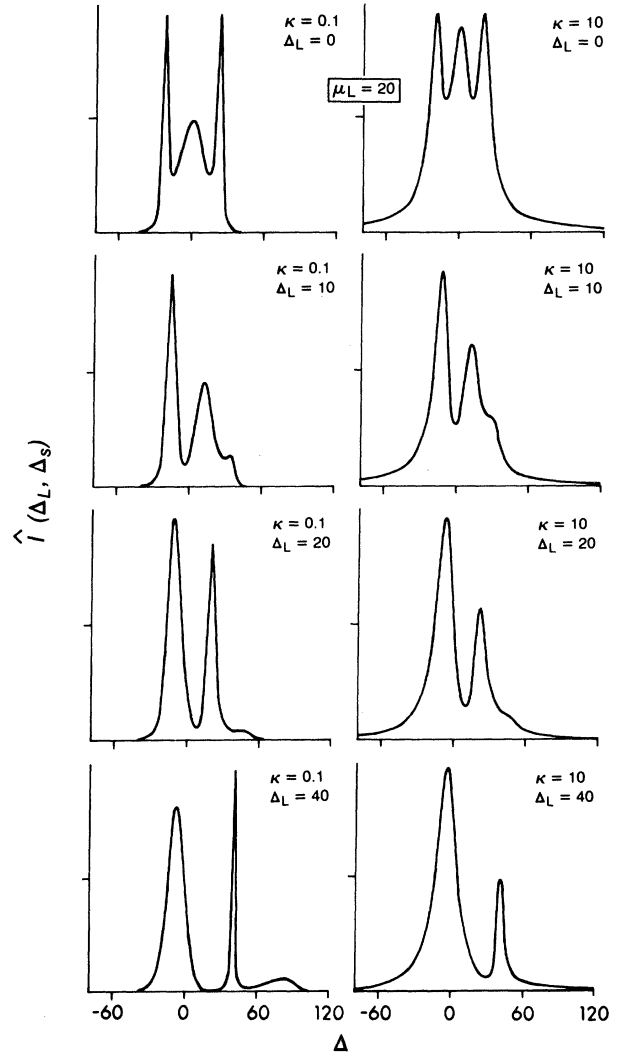 κ = 0.1
Δ_L = 0
κ = 10
Δ_L = 0
μ_L = 20
κ = 0.1
Δ_L = 10
κ = 10
Δ_L = 10
Î (Δ_L, Δ_s)
κ = 0.1
Δ_L = 20
κ = 10
Δ_L = 20
κ = 0.1
Δ_L = 40
κ = 10
Δ_L = 40
-60 0 60 120 -60 0 60 120
Δ